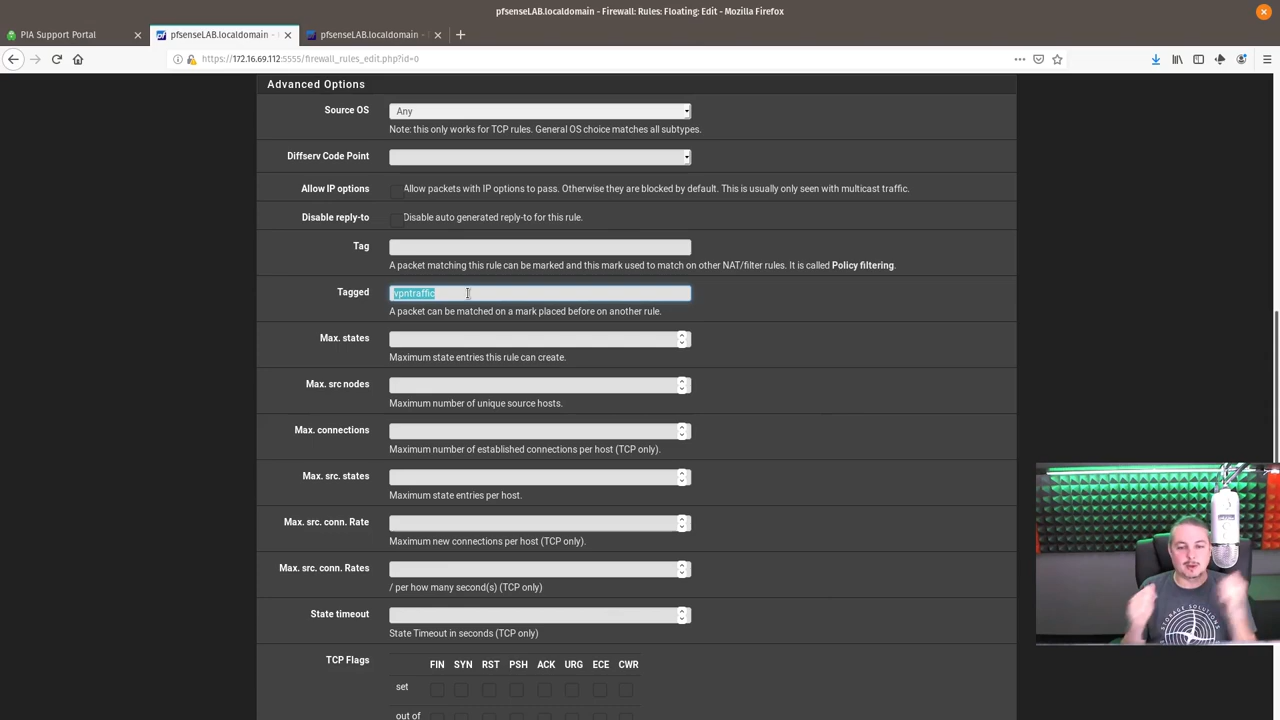 pfsenseLAB.localdomain - Firewall: Rules: Floating: Edit - Mozilla Firefox
PIA Support Portal
pfsenseLAB.localdomain -
pfsenseLAB.localdomain -
https://172.16.69.112:5555/firewall_rules_edit.php?id=0
Advanced Options
Source OS
Any
Note: this only works for TCP rules. General OS choice matches all subtypes.
Diffserv Code Point
Allow IP options
Allow packets with IP options to pass. Otherwise they are blocked by default. This is usually only seen with multicast traffic.
Disable reply-to
Disable auto generated reply-to for this rule.
Tag
A packet matching this rule can be marked and this mark used to match on other NAT/filter rules. It is called Policy filtering.
Tagged
vpntraffic
A packet can be matched on a mark placed before on another rule.
Max. states
Maximum state entries this rule can create.
Max. src nodes
Maximum number of unique source hosts.
Max. connections
Maximum number of established connections per host (TCP only).
Max. src. states
Maximum state entries per host.
Max. src. conn. Rate
Maximum new connections per host (TCP only).
Max. src. conn. Rates
/ per how many second(s) (TCP only)
State timeout
State Timeout in seconds (TCP only)
TCP Flags
FIN SYN RST PSH ACK URG ECE CWR
set
out of